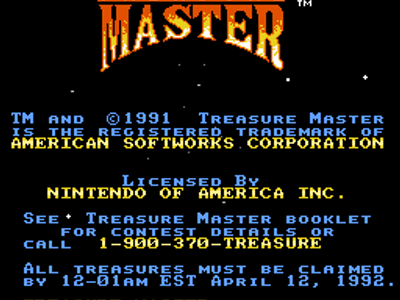 MASTER™
TM AND ©1991 TREASURE MASTER
IS THE REGISTERED TRADEMARK OF
AMERICAN SOFTWORKS CORPORATION
LICENSED BY
NINTENDO OF AMERICA INC.
SEE TREASURE MASTER BOOKLET
FOR CONTEST DETAILS OR
CALL 1-900-370-TREASURE
ALL TREASURES MUST BE CLAIMED
BY 12-01AM EST APRIL 12, 1992.